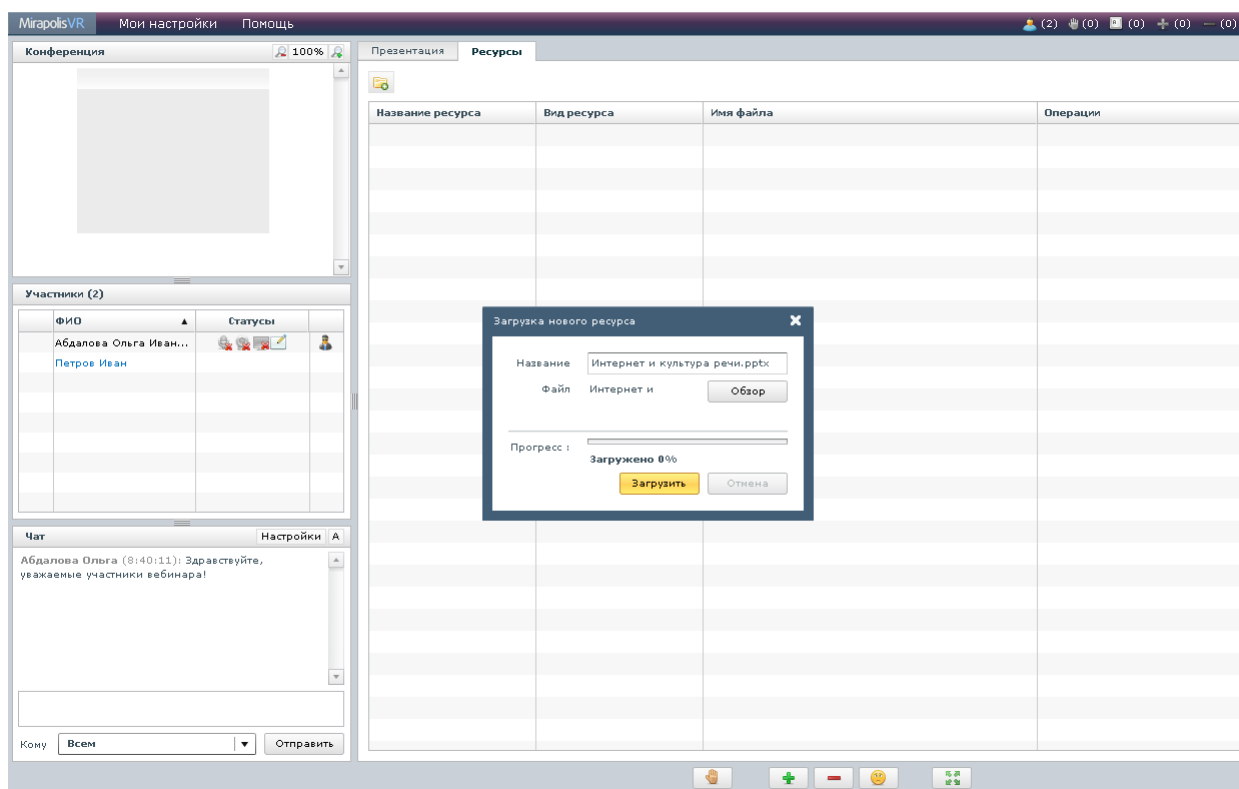 MirapolisVR Мои настройки Помощь (2) (0) (0) (0) (0)
Конференция 100%
Презентация Ресурсы
Название ресурса Вид ресурса Имя файла Операции
Участники (2)
ФИО Статусы
Абдалова Ольга Иван...
Петров Иван
Загрузка нового ресурса
Название Интернет и культура речи.pptx
Файл Интернет и Обзор
Прогресс :
Загружено 0%
Загрузить Отмена
Чат Настройки A
Абдалова Ольга (8:40:11): Здравствуйте,
уважаемые участники вебинара!
Кому Всем Отправить